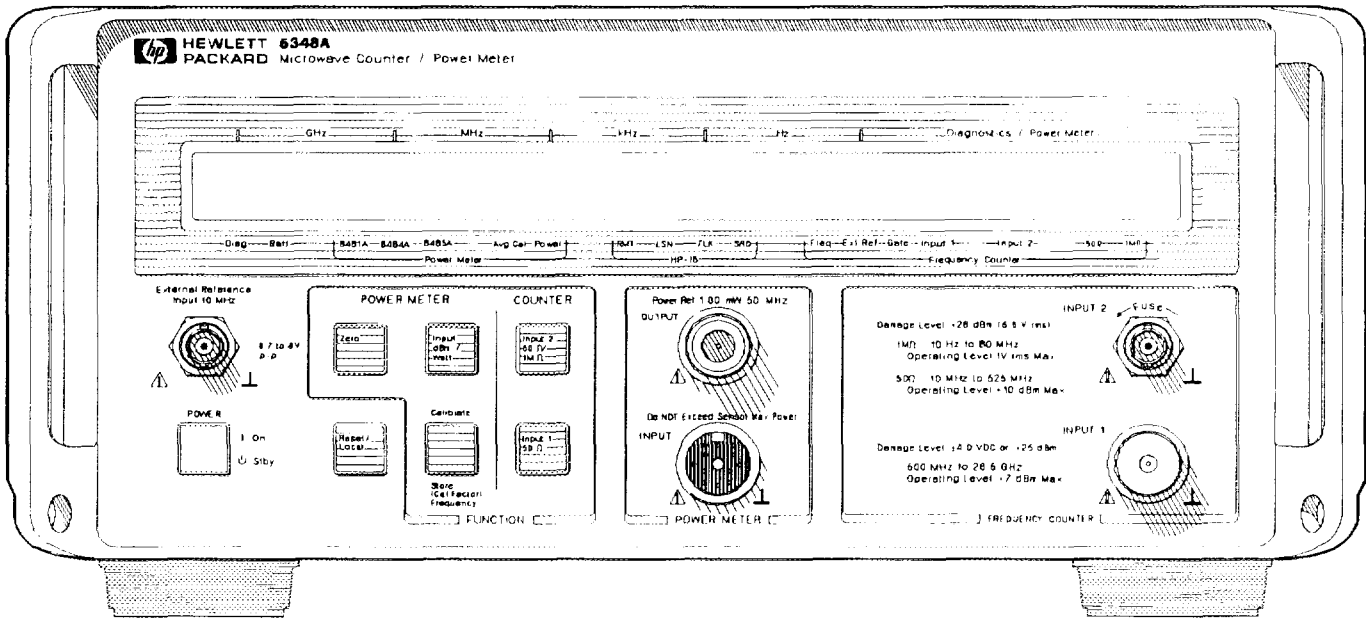 hp HEWLETT 5348A
PACKARD Microwave Counter / Power Meter
GHz MHz kHz Hz Diagnostics / Power Meter
Diag Batt 8481A 8484A 8485A Avg Cal Power RMT LSN TLK SRQ Freq Ext Ref Gate Input 1 Input 2 50Ω 1MΩ
Power Meter HP-IB Frequency Counter
External Reference
Input 10 MHz
0.7 to 8V
p-p
POWER
| On
Stby
POWER METER COUNTER
Zero
Input
dBm /
Watt
Input 2
50 Ω/
1M Ω
Reset/
Local
Calibrate
Store
(Cal Factor)
Frequency
Input 1
50 Ω
FUNCTION
Power Ref 1.00 mW 50 MHz
OUTPUT
Do NOT Exceed Sensor Max Power
INPUT
POWER METER
INPUT 2 FUSE
Damage Level +28 dBm (5.6 V rms)
1MΩ 10 Hz to 80 MHz
Operating Level 1V rms Max
50Ω 10 MHz to 525 MHz
Operating Level +10 dBm Max
INPUT 1
Damage Level ±4.0 VDC or +25 dBm
500 MHz to 26.5 GHz
Operating Level +7 dBm Max
FREQUENCY COUNTER